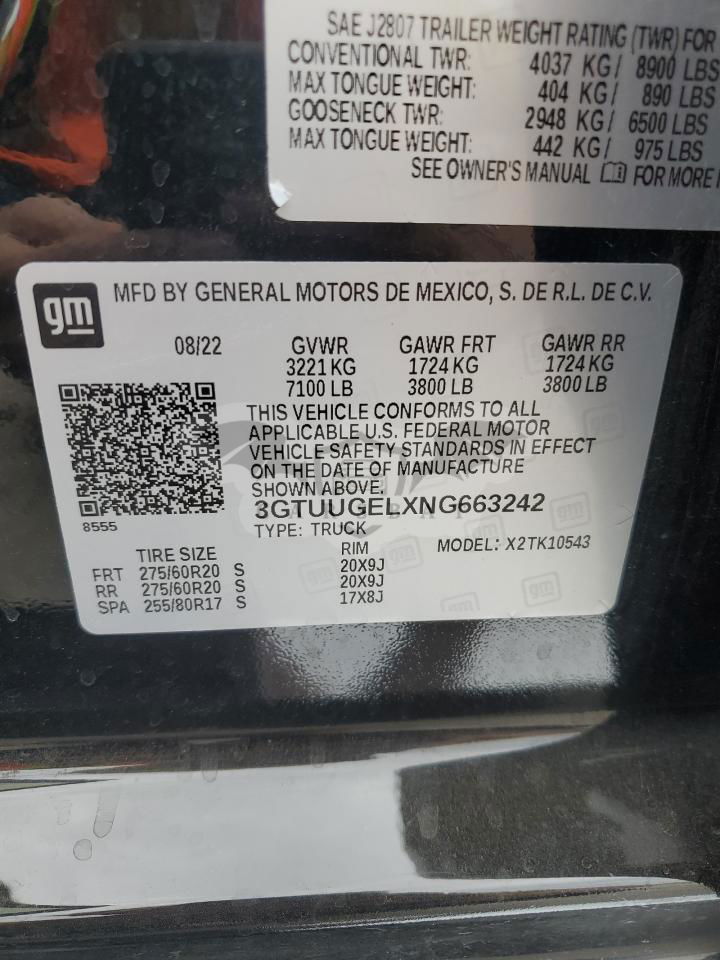 SAE J2807 TRAILER WEIGHT RATING (TWR) FOR
CONVENTIONAL TWR: 4037 KG/ 8900 LBS
MAX TONGUE WEIGHT: 404 KG/ 890 LBS
GOOSENECK TWR: 2948 KG/ 6500 LBS
MAX TONGUE WEIGHT: 442 KG/ 975 LBS
SEE OWNER'S MANUAL FOR MORE
gm MFD BY GENERAL MOTORS DE MEXICO, S. DE R.L. DE C.V.
08/22 GVWR GAWR FRT GAWR RR
3221 KG 1724 KG 1724 KG
7100 LB 3800 LB 3800 LB
THIS VEHICLE CONFORMS TO ALL
APPLICABLE U.S. FEDERAL MOTOR
VEHICLE SAFETY STANDARDS IN EFFECT
ON THE DATE OF MANUFACTURE
SHOWN ABOVE.
3GTUUGELXNG663242
8555
TYPE: TRUCK MODEL: X2TK10543
TIRE SIZE RIM
FRT 275/60R20 S 20X9J
RR 275/60R20 S 20X9J
SPA 255/80R17 S 17X8J